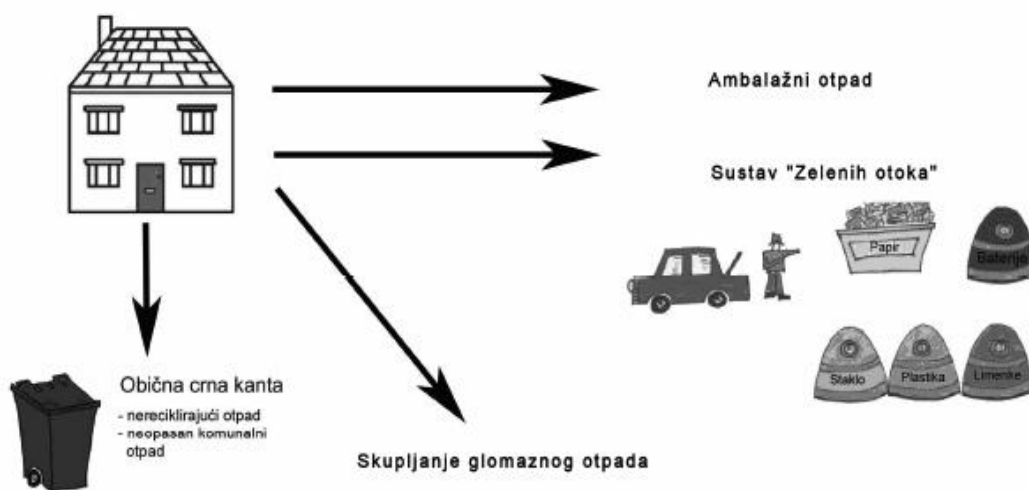 Ambalažni otpad
Sustav "Zelenih otoka"
Papir
Baterije
Staklo
Plastika
Limenke
Obična crna kanta
- nereciklirajući otpad
- neopasan komunalni
otpad
Skupljanje glomaznog otpada